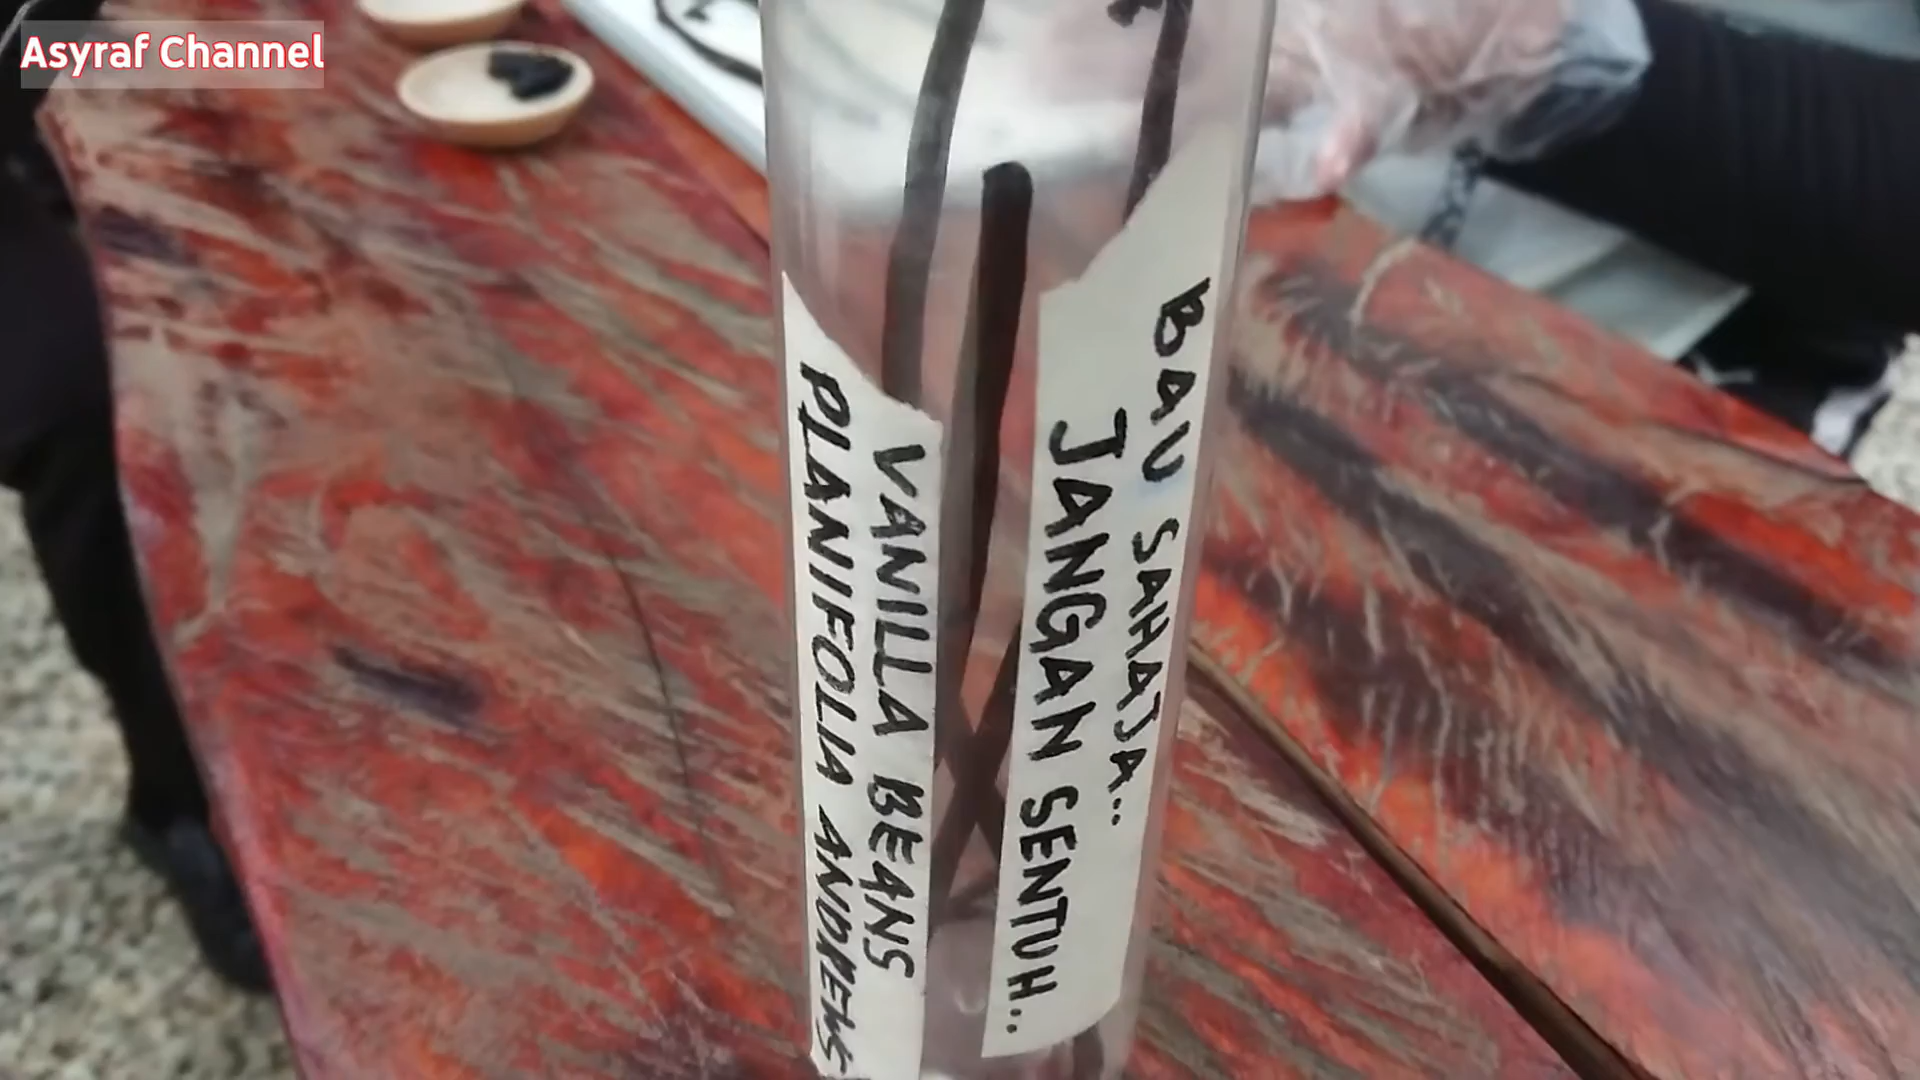 Asyraf Channel
VANILLA BEANS
PLANIFOLIA ANDREWS
BAU SAHAJA..
JANGAN SENTUH...